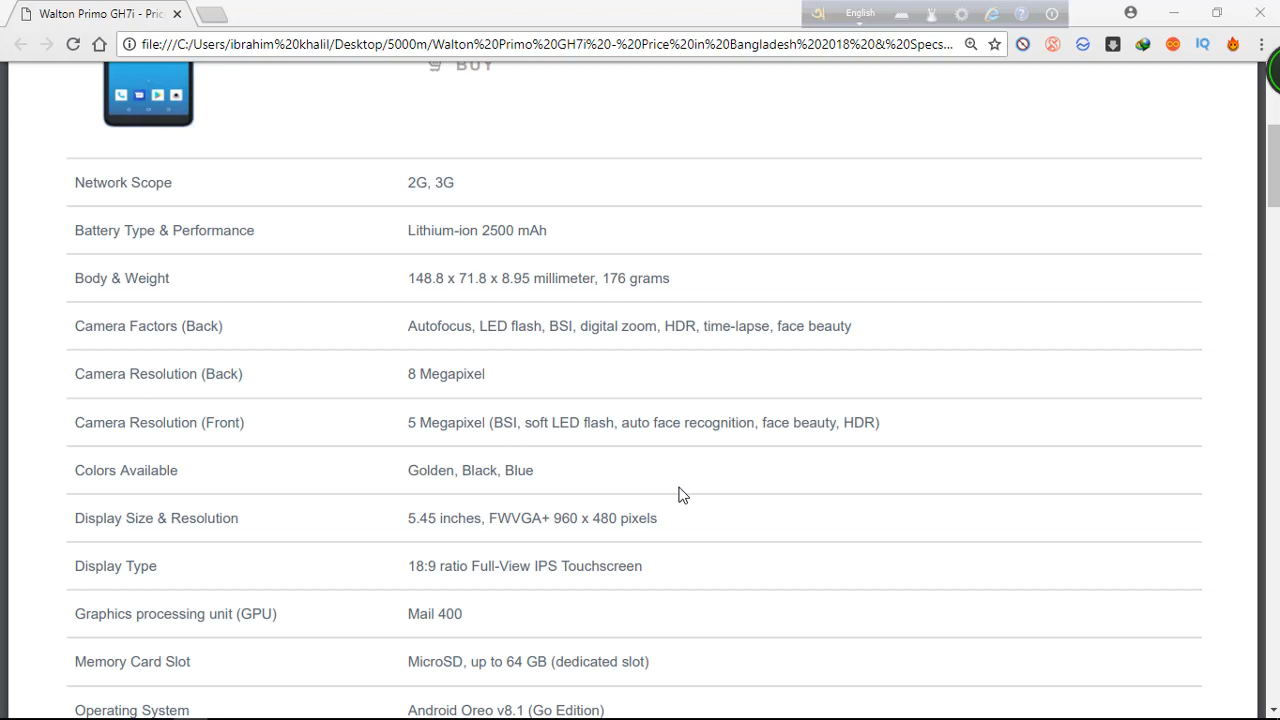 Walton Primo GH7i - Pric
English
file:///C:/Users/ibrahim%20khalil/Desktop/5000m/Walton%20Primo%20GH7i%20-%20Price%20in%20Bangladesh%202018%20&%20Specs...
BUY
Network Scope 2G, 3G
Battery Type & Performance Lithium-ion 2500 mAh
Body & Weight 148.8 x 71.8 x 8.95 millimeter, 176 grams
Camera Factors (Back) Autofocus, LED flash, BSI, digital zoom, HDR, time-lapse, face beauty
Camera Resolution (Back) 8 Megapixel
Camera Resolution (Front) 5 Megapixel (BSI, soft LED flash, auto face recognition, face beauty, HDR)
Colors Available Golden, Black, Blue
Display Size & Resolution 5.45 inches, FWVGA+ 960 x 480 pixels
Display Type 18:9 ratio Full-View IPS Touchscreen
Graphics processing unit (GPU) Mail 400
Memory Card Slot MicroSD, up to 64 GB (dedicated slot)
Operating System Android Oreo v8.1 (Go Edition)